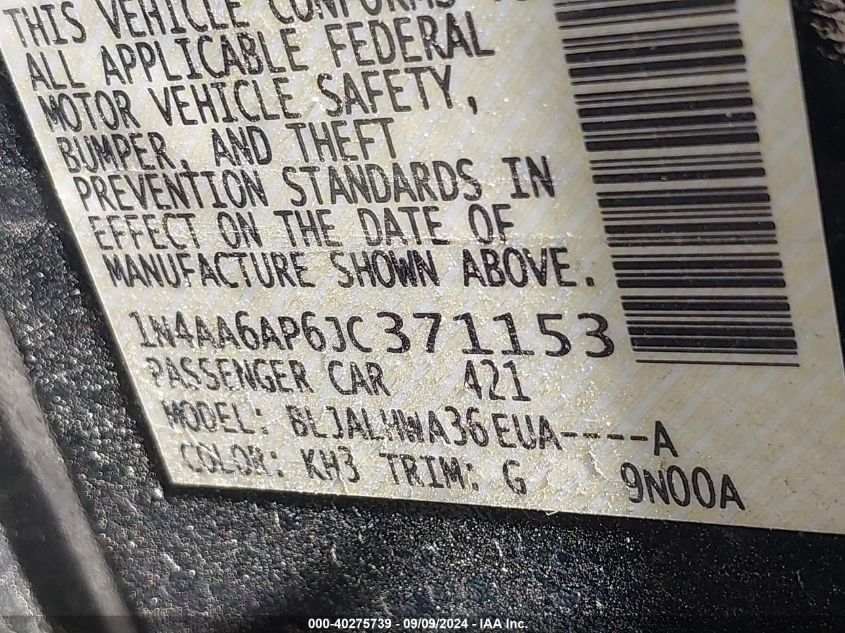 THIS VEHICLE CONFORMS TO
ALL APPLICABLE FEDERAL
MOTOR VEHICLE SAFETY,
BUMPER, AND THEFT
PREVENTION STANDARDS IN
EFFECT ON THE DATE OF
MANUFACTURE SHOWN ABOVE.
1N4AA6AP6JC371153
PASSENGER CAR 421
MODEL: BLJALHWA36EUA----A
COLOR: KH3 TRIM: G 9N00A
000-40275739 - 09/09/2024 - IAA Inc.